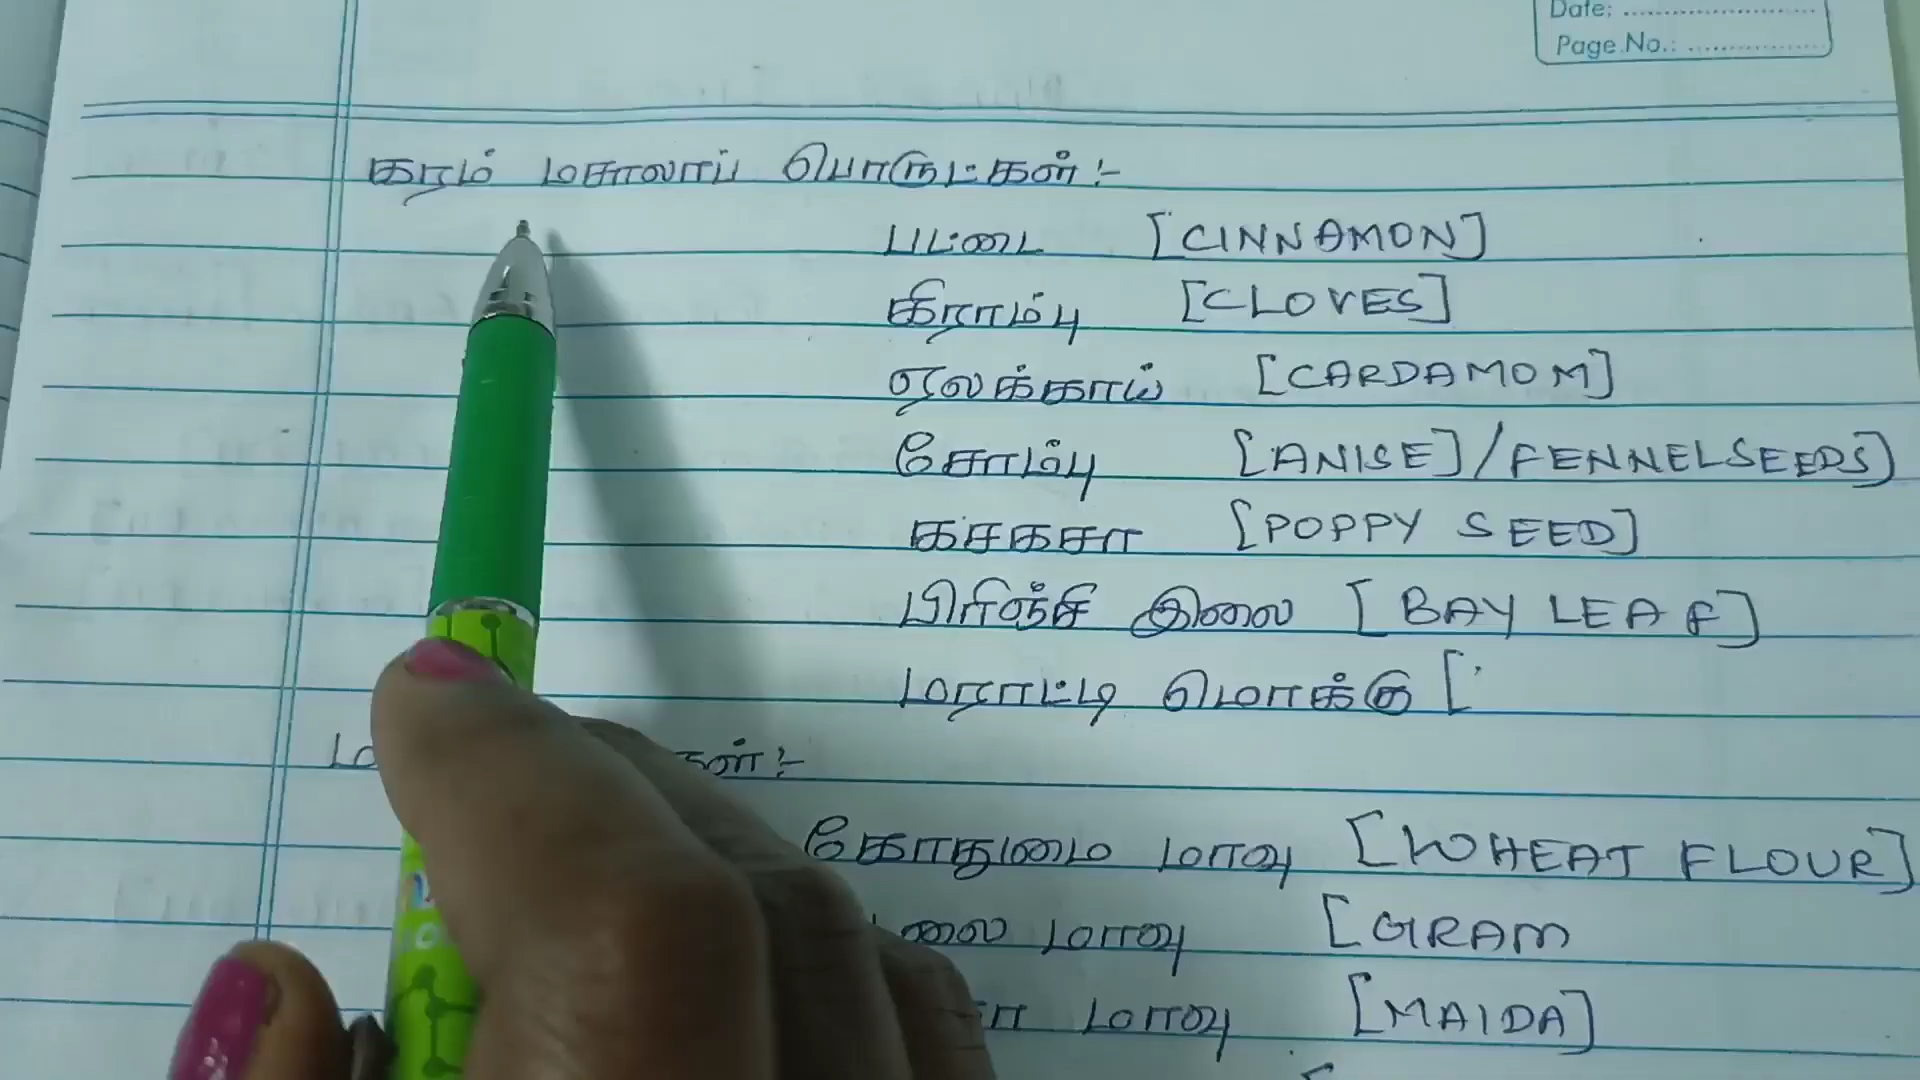 Date: ........................
Page No.: ..................
கரம் மசாலாப் பொருட்கள் :-
பட்டை [CINNAMON]
கிராம்பு [CLOVES]
ஏலக்காய் [CARDAMOM]
சோம்பு [ANISE]/FENNELSEEDS]
கசகசா [POPPY SEED]
பிரிஞ்சி இலை [BAY LEAF]
மராட்டி மொக்கு [
கோதுமை மாவு [WHEAT FLOUR]
மாவு [GRAM
மாவு [MAIDA]